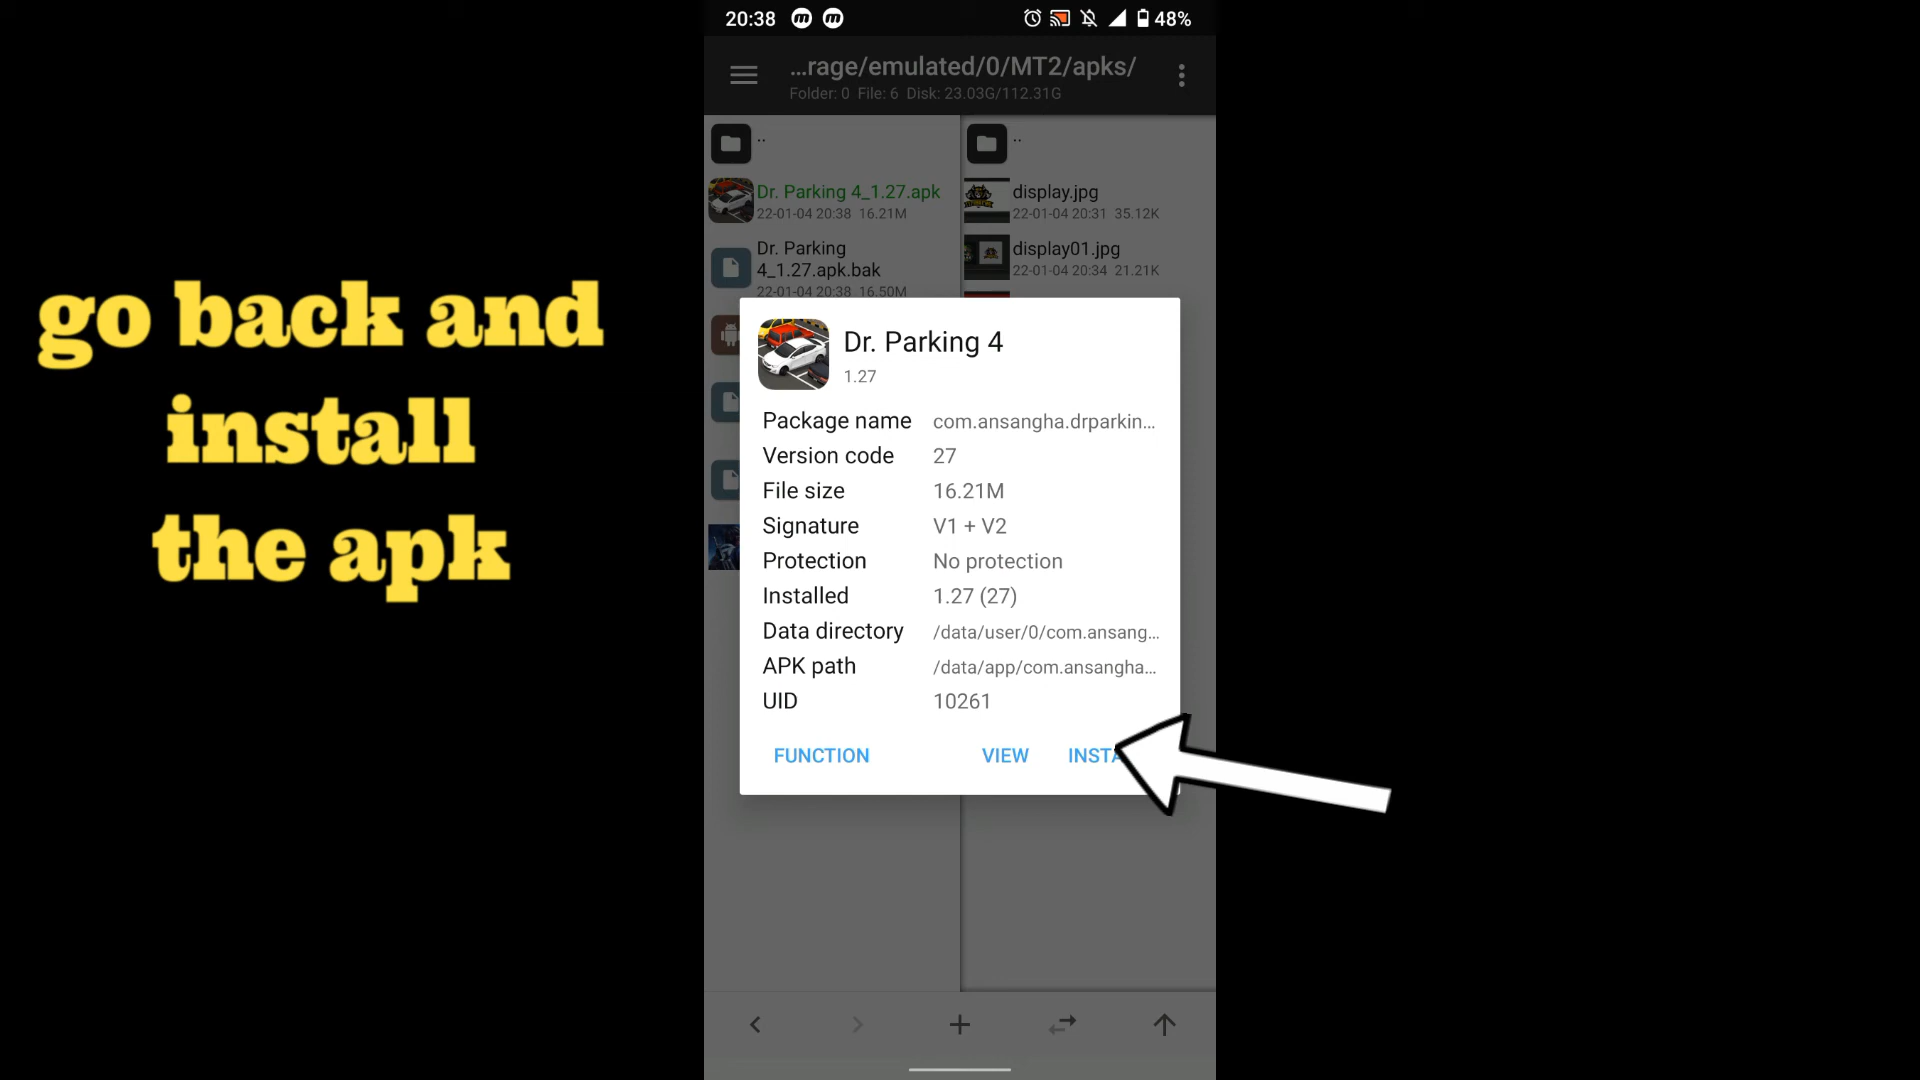 20:38
48%
...rage/emulated/0/MT2/apks/
Folder: 0 File: 6 Disk: 23.03G/112.31G
..
Dr. Parking 4_1.27.apk
22-01-04 20:38 16.21M
Dr. Parking
4_1.27.apk.bak
22-01-04 20:38 16.50M
..
display.jpg
22-01-04 20:31 35.12K
display01.jpg
22-01-04 20:34 21.21K
go back and
install
the apk
Dr. Parking 4
1.27
Package name com.ansangha.drparkin...
Version code 27
File size 16.21M
Signature V1 + V2
Protection No protection
Installed 1.27 (27)
Data directory /data/user/0/com.ansang...
APK path /data/app/com.ansangha...
UID 10261
FUNCTION VIEW INSTA